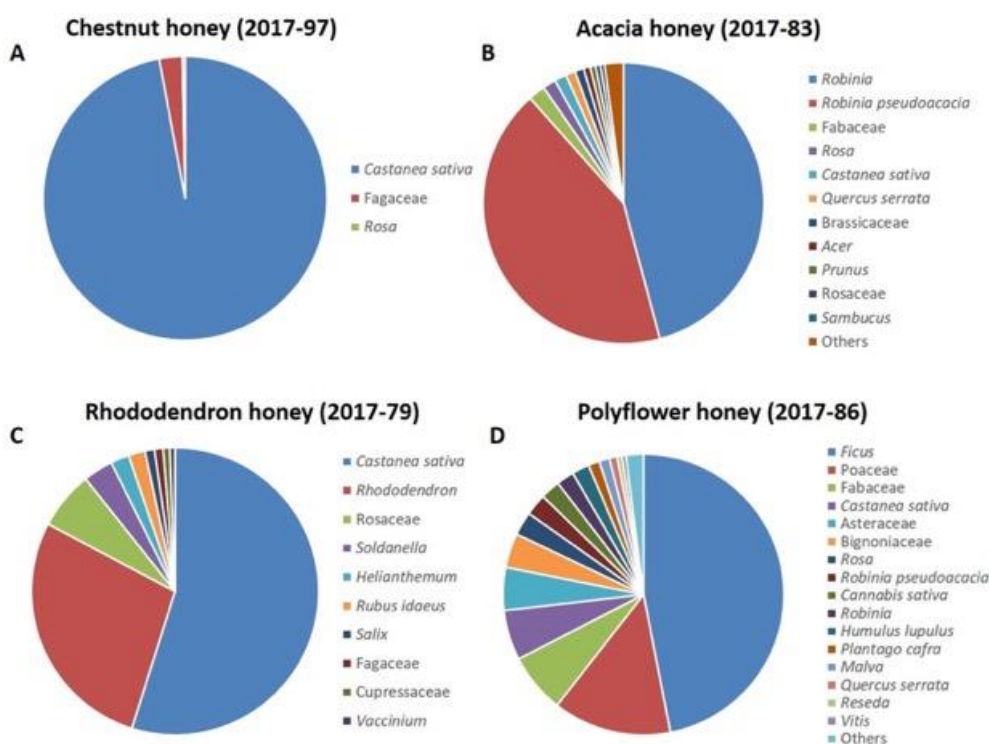 Chestnut honey (2017-97)
A
Castanea sativa
Fagaceae
Rosa
Acacia honey (2017-83)
B
Robinia
Robinia pseudoacacia
Fabaceae
Rosa
Castanea sativa
Quercus serrata
Brassicaceae
Acer
Prunus
Rosaceae
Sambucus
Others
Rhododendron honey (2017-79)
C
Castanea sativa
Rhododendron
Rosaceae
Soldanella
Helianthemum
Rubus idaeus
Salix
Fagaceae
Cupressaceae
Vaccinium
Polyflower honey (2017-86)
D
Ficus
Poaceae
Fabaceae
Castanea sativa
Asteraceae
Bignoniaceae
Rosa
Robinia pseudoacacia
Cannabis sativa
Robinia
Humulus lupulus
Plantago cafra
Malva
Quercus serrata
Reseda
Vitis
Others